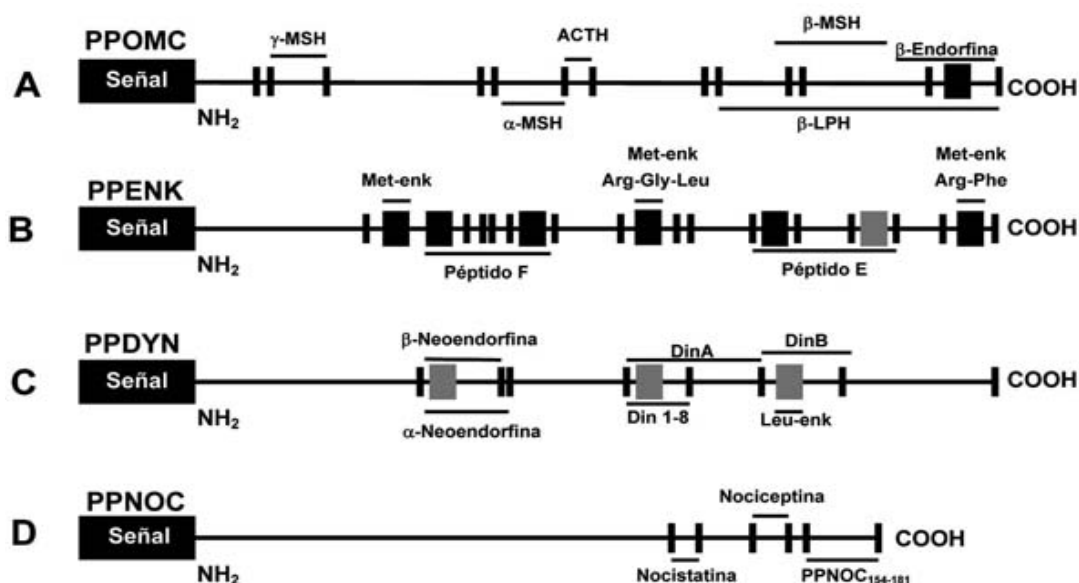 PPOMC
γ-MSH
ACTH
β-MSH
β-Endorfina
A
Señal
COOH
NH₂
α-MSH
β-LPH
PPENK
Met-enk
Met-enk
Arg-Gly-Leu
Met-enk
Arg-Phe
B
Señal
COOH
NH₂
Péptido F
Péptido E
PPDYN
β-Neoendorfina
DinA
DinB
C
Señal
COOH
NH₂
α-Neoendorfina
Din 1-8
Leu-enk
PPNOC
Nociceptina
D
Señal
COOH
NH₂
Nocistatina
PPNOC₁₅₄₋₁₈₁